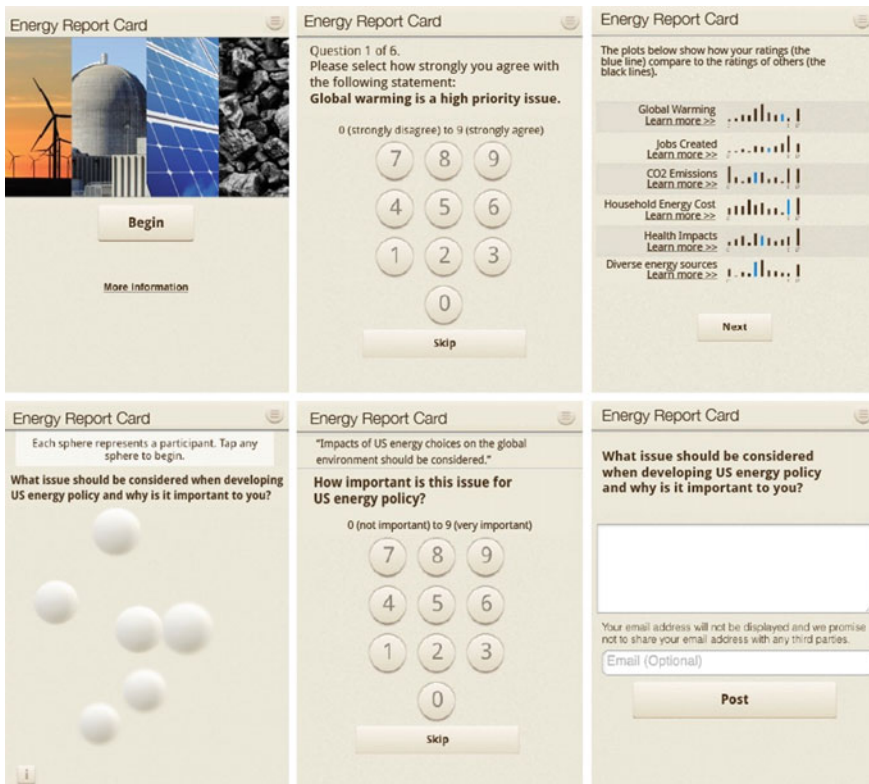 Energy Report Card
Begin
More Information
Energy Report Card
Question 1 of 6.
Please select how strongly you agree with
the following statement:
Global warming is a high priority issue.
0 (strongly disagree) to 9 (strongly agree)
7 8 9
4 5 6
1 2 3
0
Skip
Energy Report Card
The plots below show how your ratings (the
blue line) compare to the ratings of others (the
black lines).
Global Warming
Learn more >>
Jobs Created
Learn more >>
CO2 Emissions
Learn more >>
Household Energy Cost
Learn more >>
Health Impacts
Learn more >>
Diverse energy sources
Learn more >>
Next
Energy Report Card
Each sphere represents a participant. Tap any
sphere to begin.
What issue should be considered when developing
US energy policy and why is it important to you?
i
Energy Report Card
"Impacts of US energy choices on the global
environment should be considered."
How important is this issue for
US energy policy?
0 (not important) to 9 (very important)
7 8 9
4 5 6
1 2 3
0
Skip
Energy Report Card
What issue should be considered
when developing US energy policy
and why is it important to you?
Your email address will not be displayed and we promise
not to share your email address with any third parties.
Email (Optional)
Post